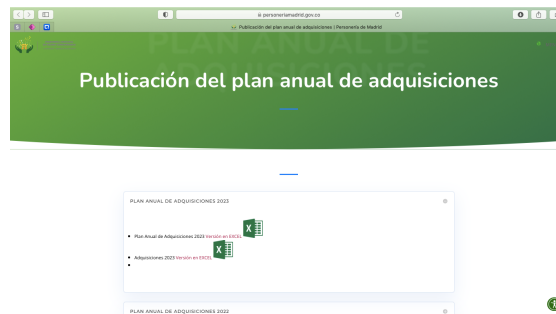 personeriamadrid.gov.co
Publicación del plan anual de adquisiciones | Personería de Madrid
PLAN ANUAL DE
ADQUISICIONES
Publicación del plan anual de adquisiciones
PLAN ANUAL DE ADQUISICIONES 2023
Plan Anual de Adquisiciones 2023 Versión en EXCEL
Adquisiciones 2023 Versión en EXCEL
PLAN ANUAL DE ADQUISICIONES 2022